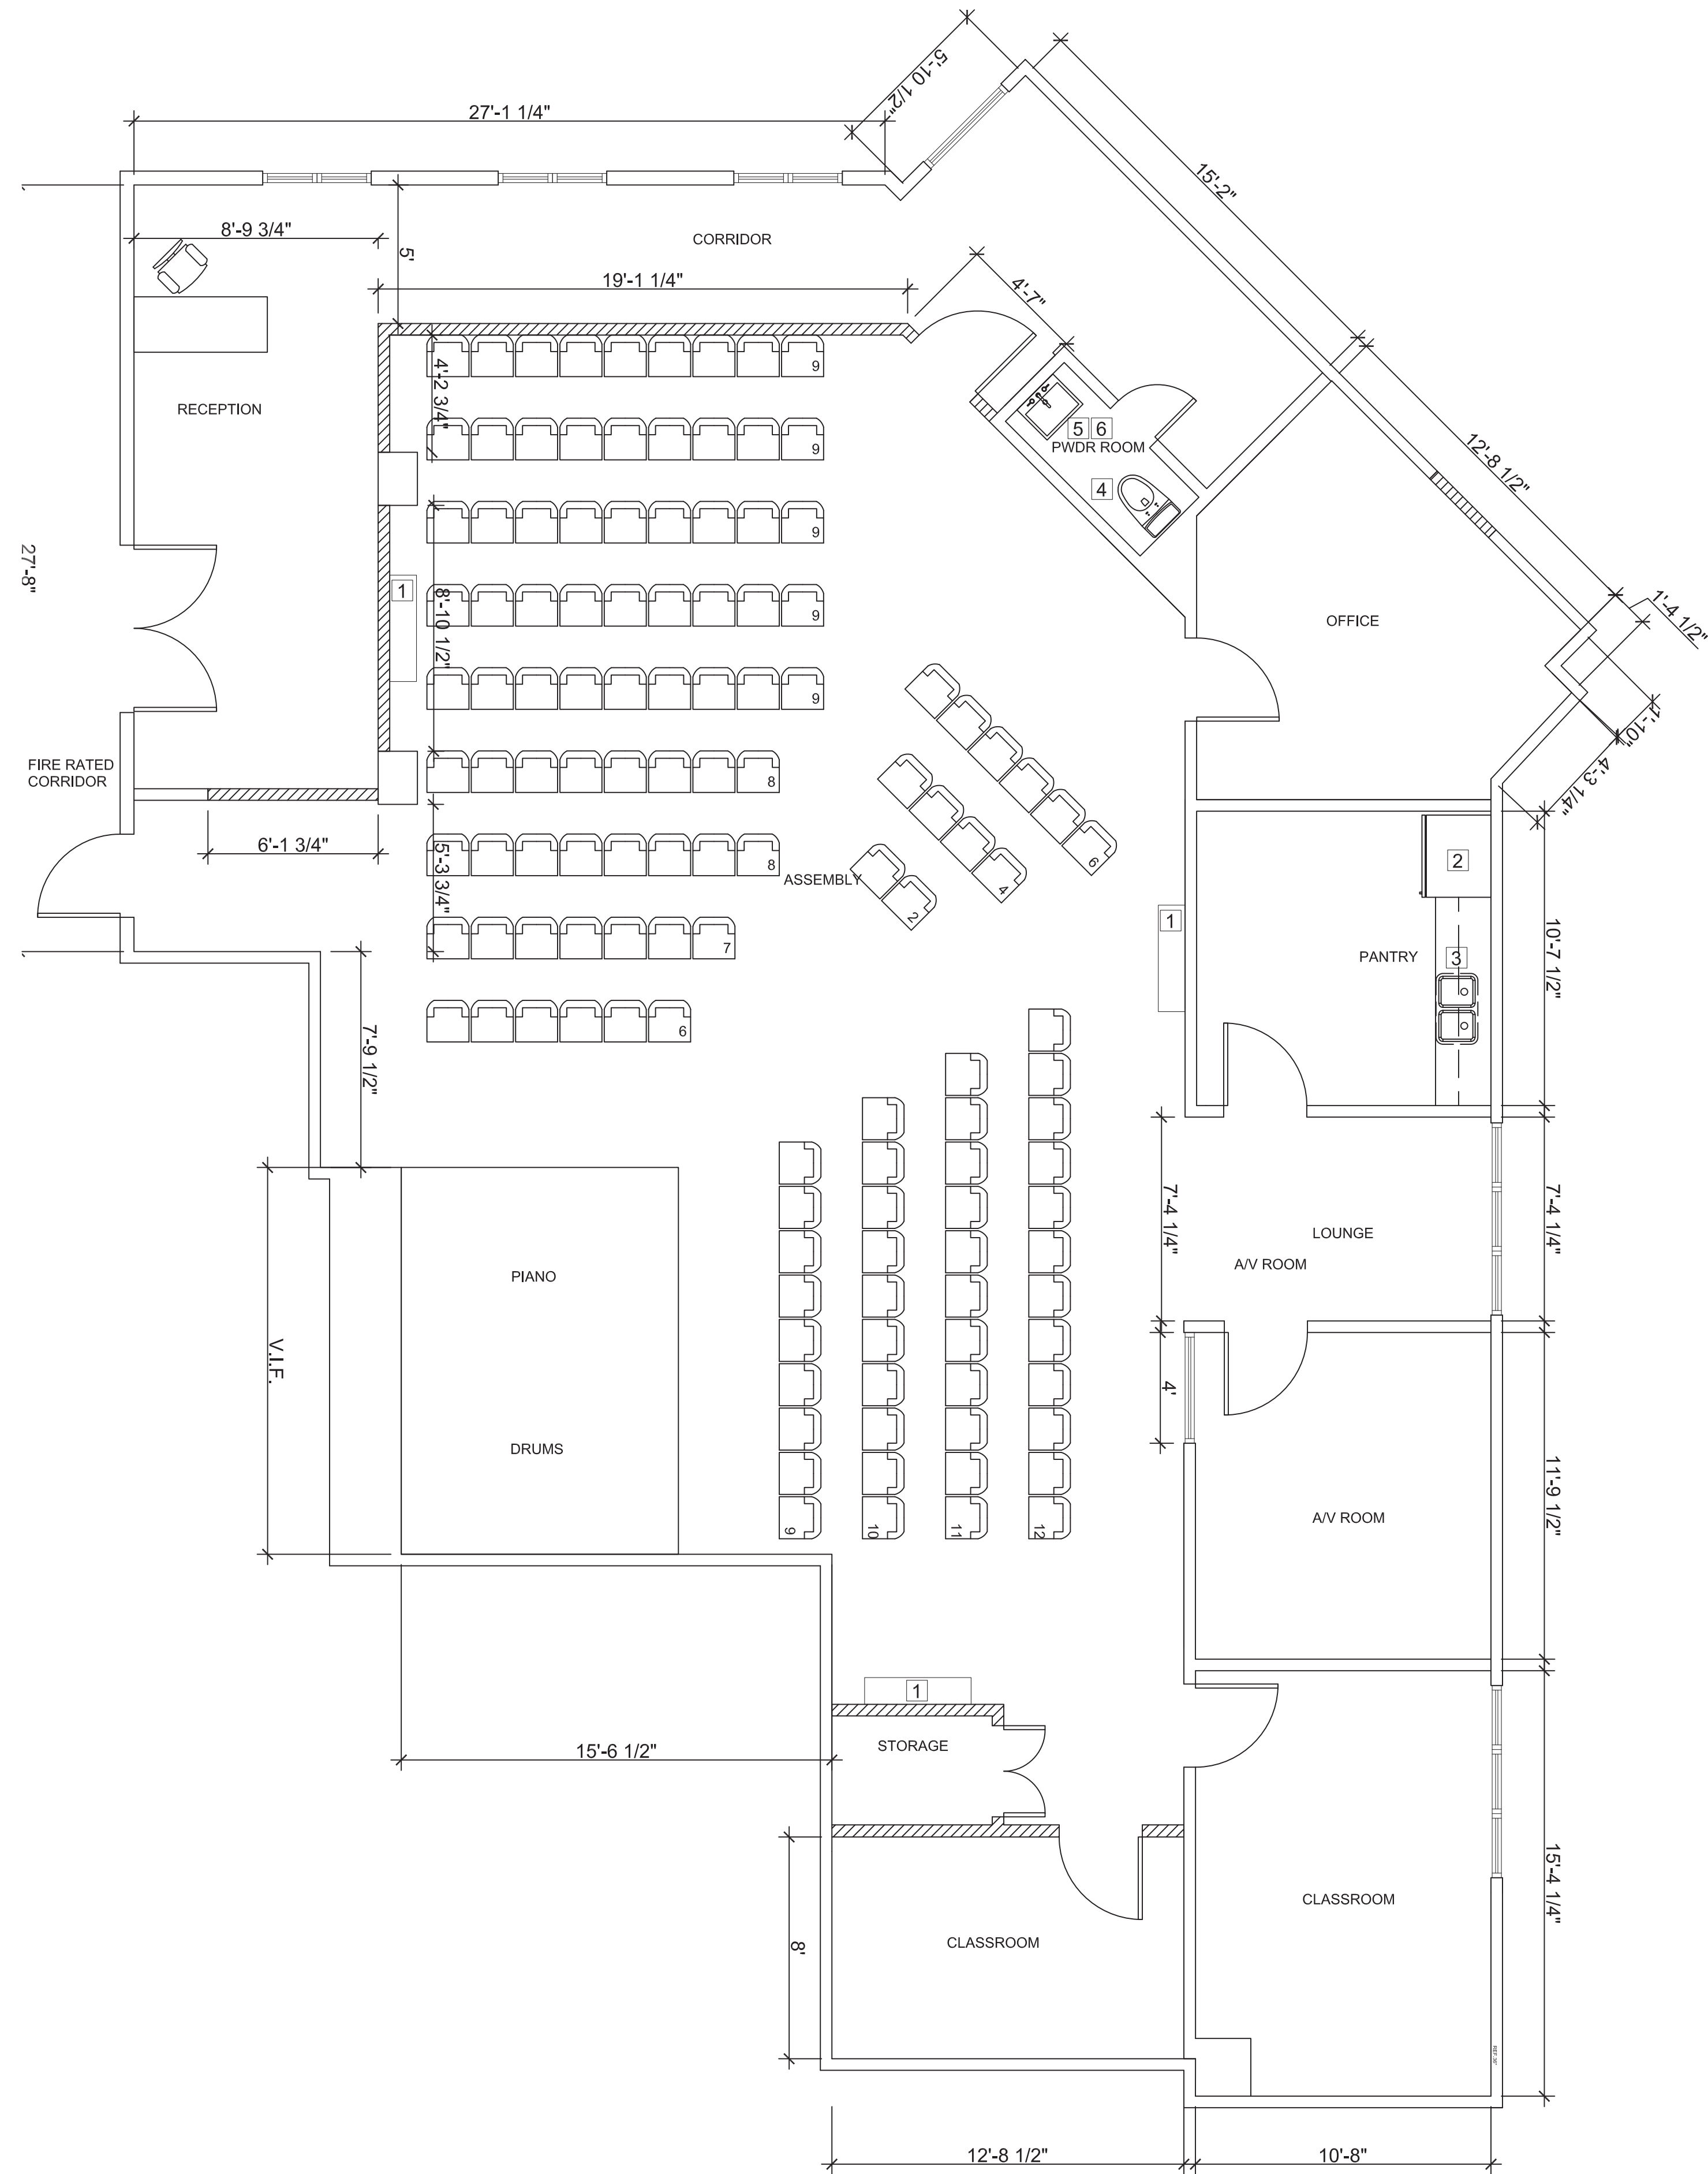 5'-10 1/2"
27'-1 1/4"
15'-2"
8'-9 3/4"
5'
CORRIDOR
19'-1 1/4"
4'-7"
4'-2 3/4"
9
RECEPTION
9
5 6
PWDR ROOM
12'-8 1/2"
4
9
27'-8"
1
8'-10 1/2"
9
OFFICE
1'-4 1/2"
9
1'-10"
FIRE RATED
CORRIDOR
8
4'-3 1/4"
6'-1 3/4"
5'-3 3/4"
8
ASSEMBLY
6
4
2
2
1
7
PANTRY
3
10'-7 1/2"
6
7'-9 1/2"
7'-4 1/4"
7'-4 1/4"
LOUNGE
A/V ROOM
PIANO
V.I.F.
4'
DRUMS
11'-9 1/2"
9
10
11
12
A/V ROOM
1
STORAGE
15'-6 1/2"
15'-4 1/4"
CLASSROOM
8'
CLASSROOM
REF 36"
12'-8 1/2"
10'-8"